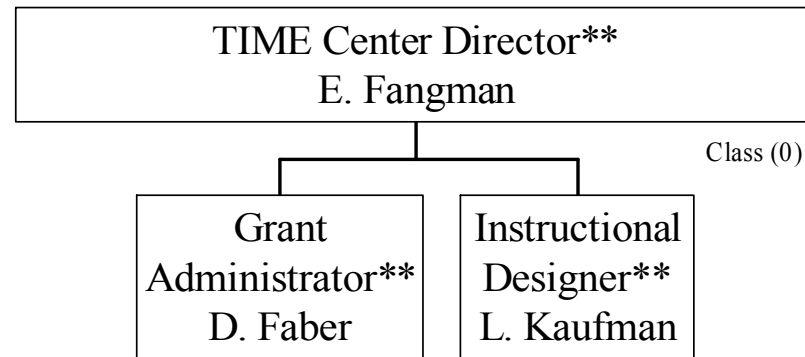 TIME Center Director**
E. Fangman
Class (0)
Grant
Administrator**
D. Faber
Instructional
Designer**
L. Kaufman